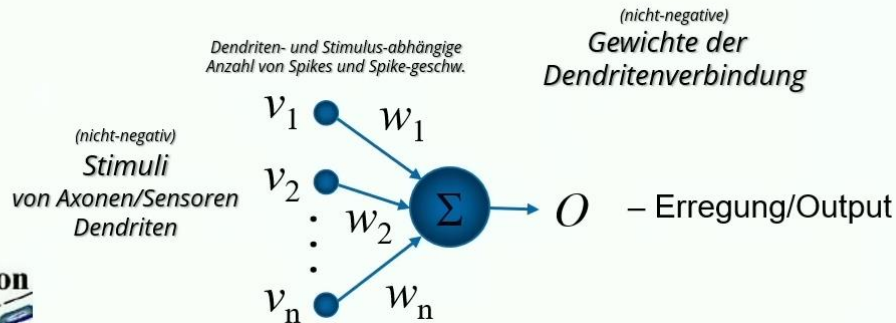 (nicht-negative)
Gewichte der
Dendritenverbindung
Dendriten- und Stimulus-abhängige
Anzahl von Spikes und Spike-geschw.
(nicht-negativ)
Stimuli
von Axonen/Sensoren
Dendriten
v1 w1
v2 w2
vn wn
Σ
O – Erregung/Output
on